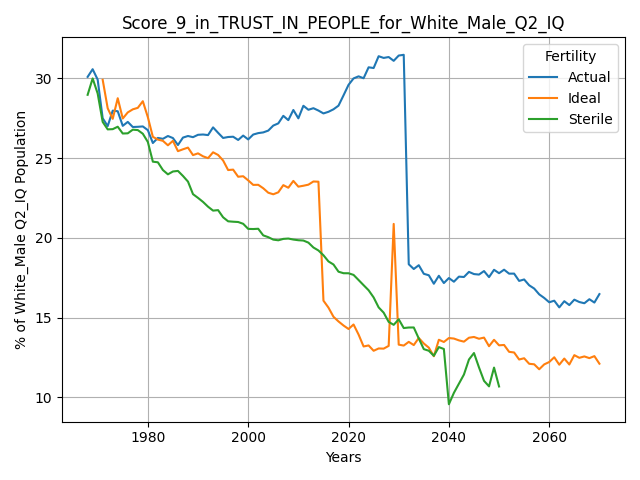 Score_9_in_TRUST_IN_PEOPLE_for_White_Male_Q2_IQ
% of White_Male Q2_IQ Population
30
25
20
15
10
Fertility
Actual
Ideal
Sterile
1980
2000
2020
2040
2060
Years